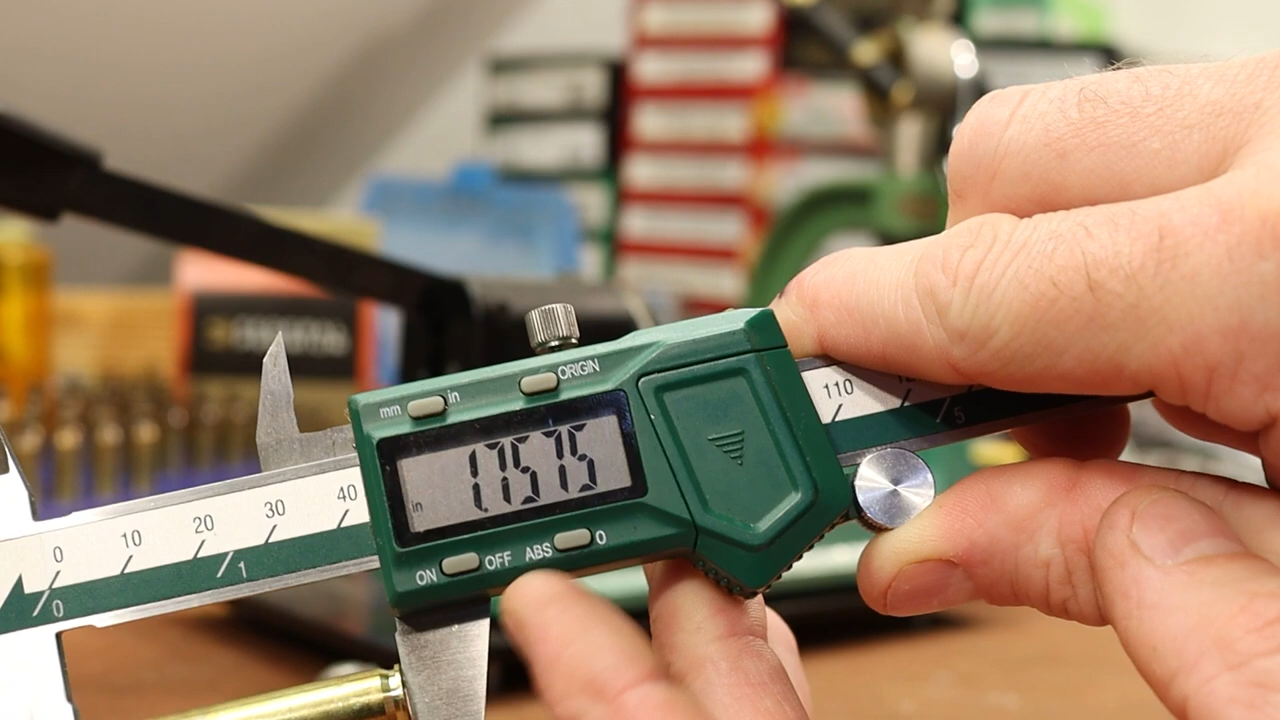 mm in
ORIGIN
1.7575
in
ON OFF ABS 0
0 10 20 30 40 110
0 1 5